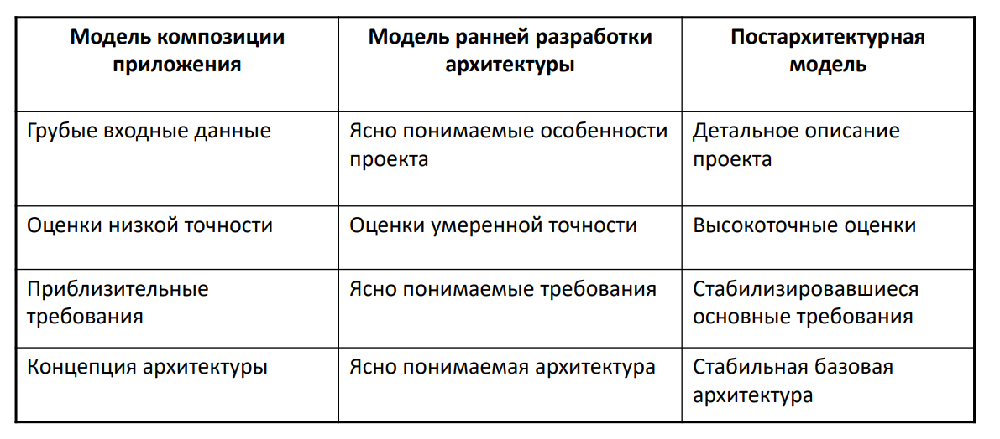 Модель композиции
приложения
Модель ранней разработки
архитектуры
Постархитектурная
модель
Грубые входные данные
Ясно понимаемые особенности
проекта
Детальное описание
проекта
Оценки низкой точности
Оценки умеренной точности
Высокоточные оценки
Приблизительные
требования
Ясно понимаемые требования
Стабилизировавшиеся
основные требования
Концепция архитектуры
Ясно понимаемая архитектура
Стабильная базовая
архитектура